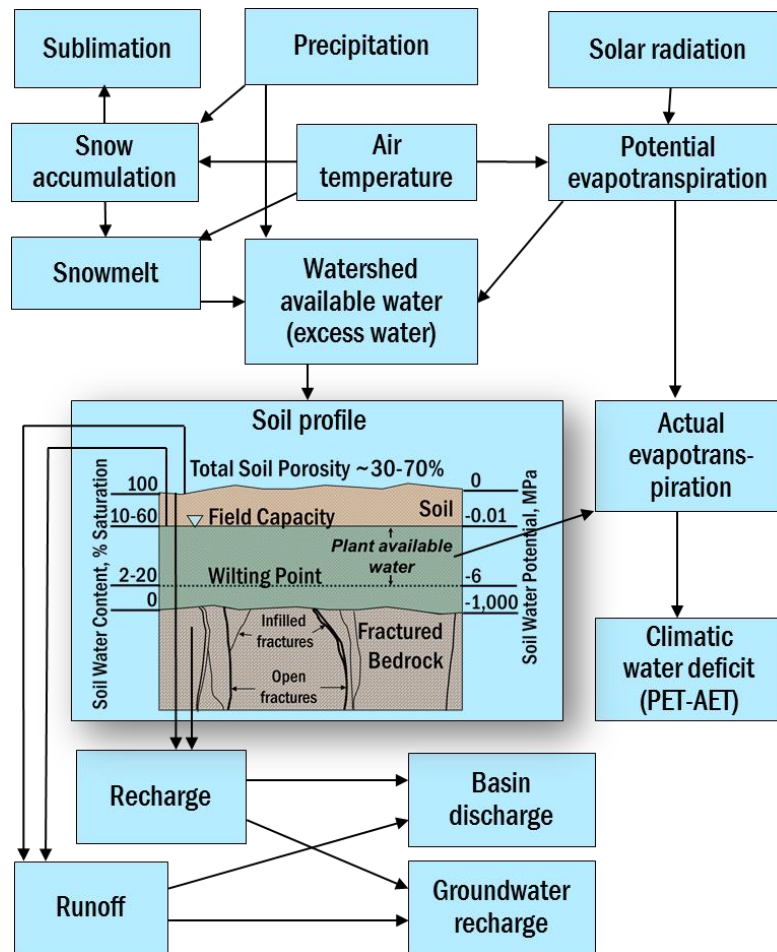 Sublimation
Precipitation
Solar radiation
Snow
accumulation
Air
temperature
Potential
evapotranspiration
Snowmelt
Watershed
available water
(excess water)
Soil profile
Total Soil Porosity ~30-70%
Soil Water Content, % Saturation
100
10-60
2-20
0
Soil
Field Capacity
Plant available
water
Wilting Point
Infilled
fractures
Open
fractures
Fractured
Bedrock
0
-0.01
-6
-1,000
Soil Water Potential, MPa
Actual
evapotrans-
piration
Climatic
water deficit
(PET-AET)
Recharge
Basin
discharge
Runoff
Groundwater
recharge